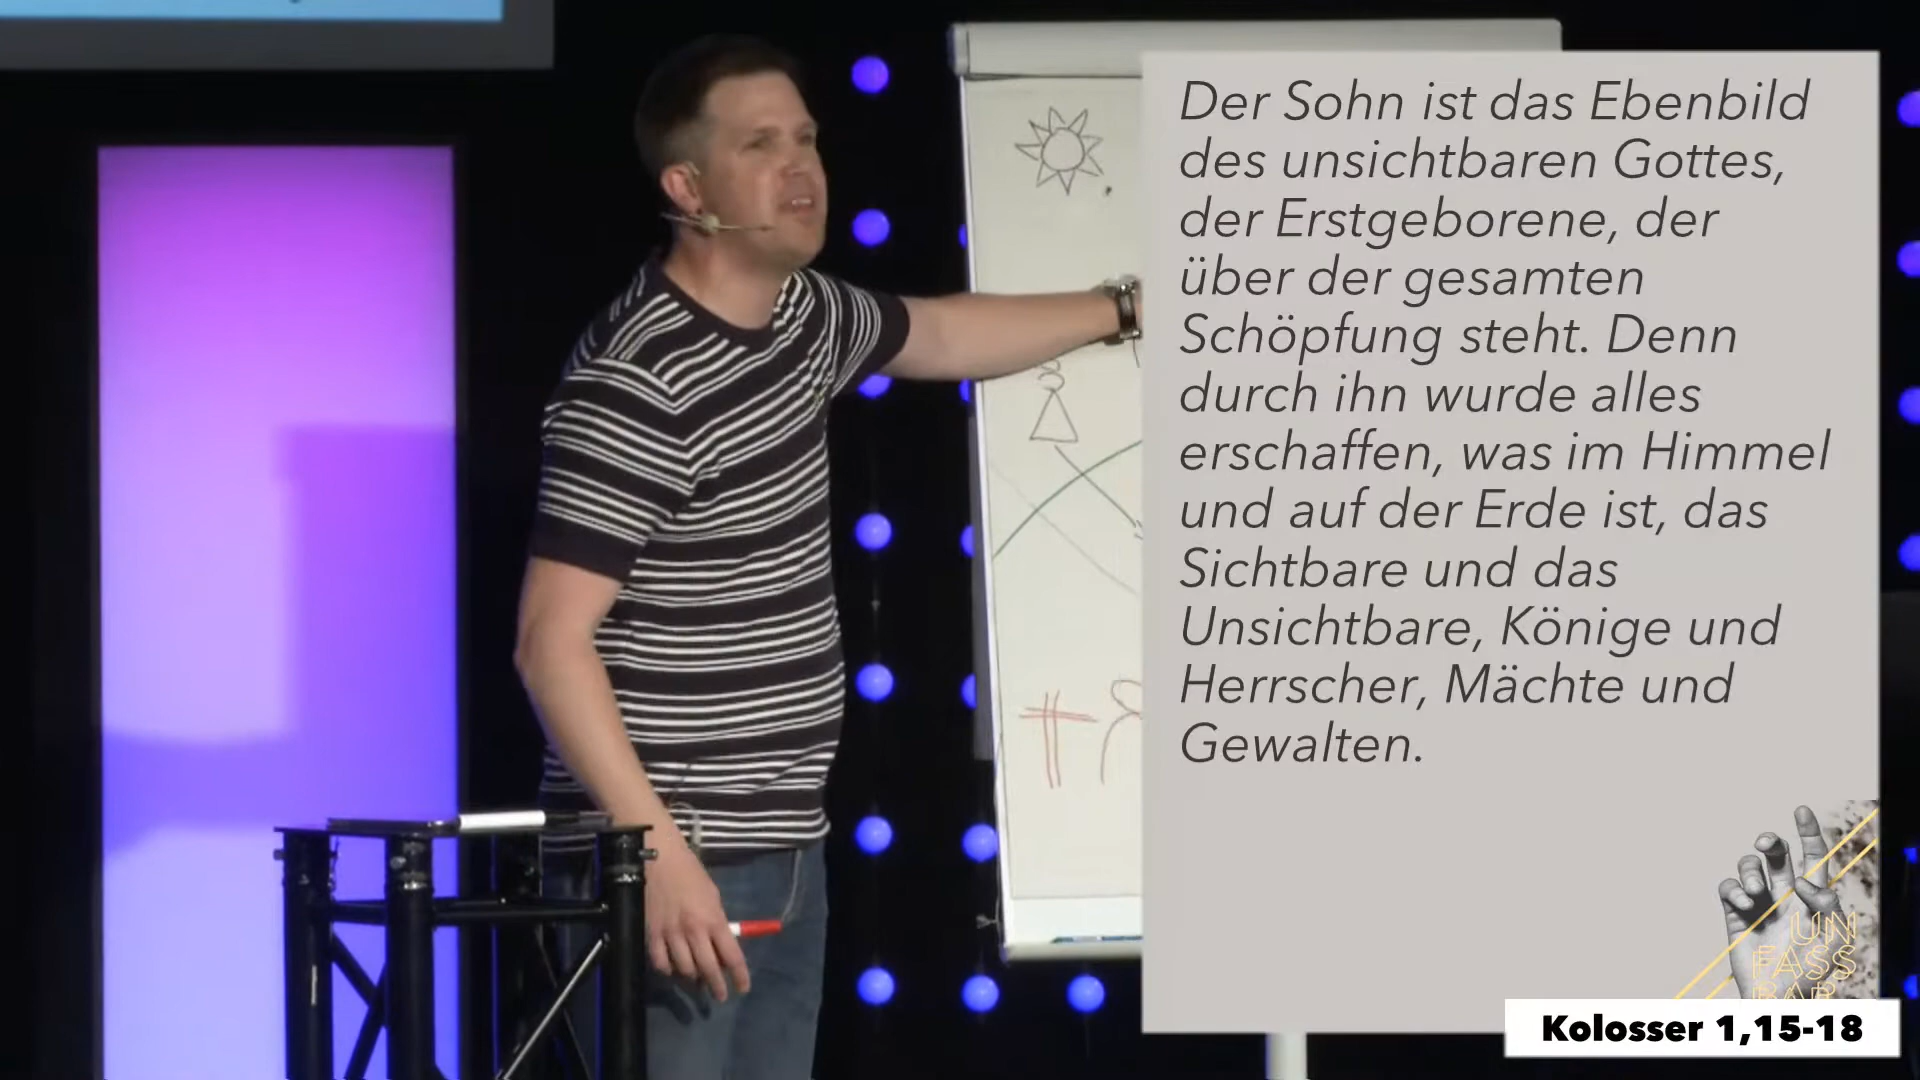 Der Sohn ist das Ebenbild
des unsichtbaren Gottes,
der Erstgeborene, der
über der gesamten
Schöpfung steht. Denn
durch ihn wurde alles
erschaffen, was im Himmel
und auf der Erde ist, das
Sichtbare und das
Unsichtbare, Könige und
Herrscher, Mächte und
Gewalten.
UN
FASS
BAR
Kolosser 1,15-18